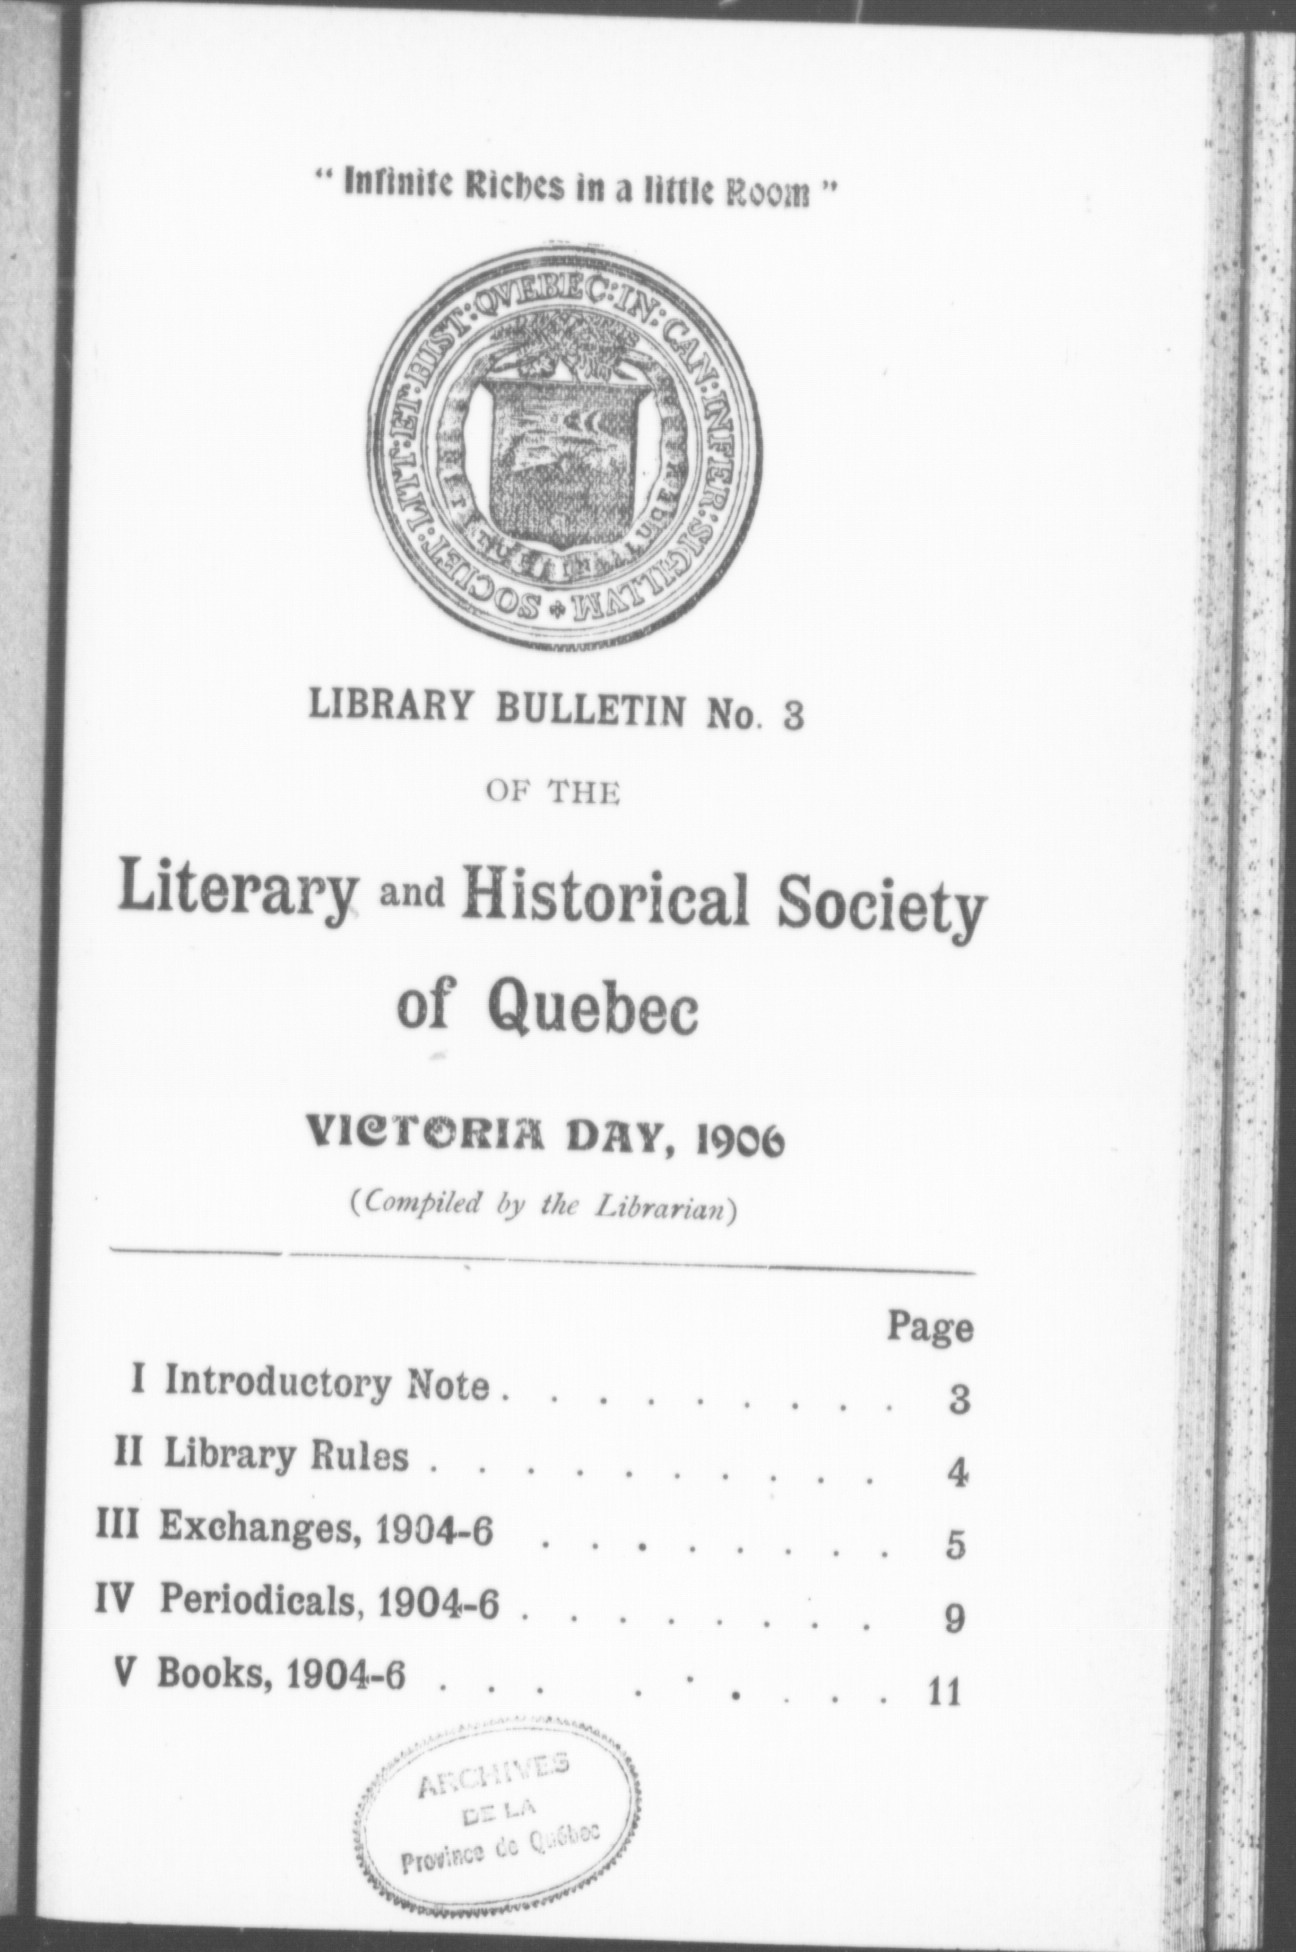 “ Infinite Riches in a little Room ”
SOCIET: LIT: ET: HIST: QVEBEC: IN: CAN: INFER: SIGILLVM
LIBRARY BULLETIN No. 3
OF THE
Literary and Historical Society
of Quebec
VICTORIA DAY, 1906
(Compiled by the Librarian)
Page
I Introductory Note . . . . . . . . . 3
II Library Rules . . . . . . . . . . 4
III Exchanges, 1904-6 . . . . . . . . 5
IV Periodicals, 1904-6 . . . . . . . . 9
V Books, 1904-6 . . . . . . . . . 11
ARCHIVES
DE LA
Province de Québec